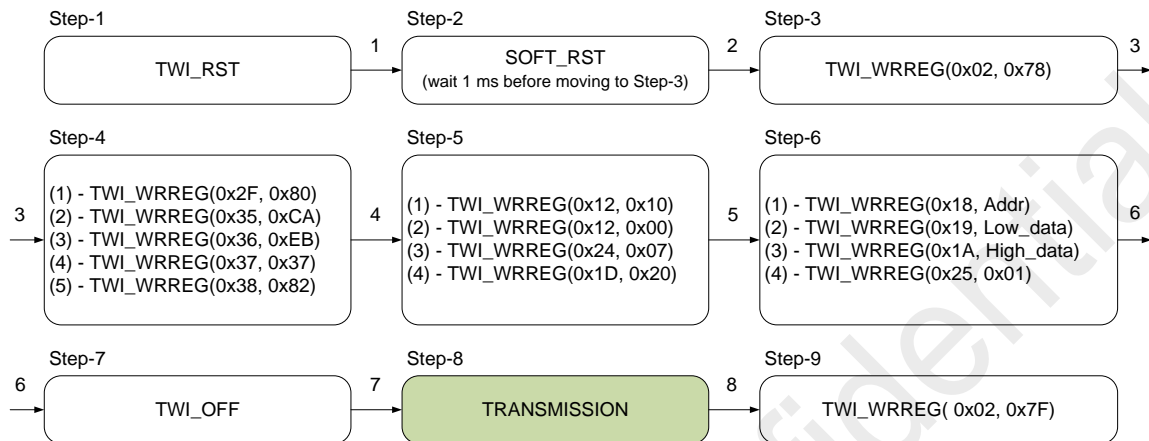 Step-1
Step-2
Step-3
TWI_RST
1
SOFT_RST
(wait 1 ms before moving to Step-3)
2
TWI_WRREG(0x02, 0x78)
3
Step-4
Step-5
Step-6
3
(1) - TWI_WRREG(0x2F, 0x80)
(2) - TWI_WRREG(0x35, 0xCA)
(3) - TWI_WRREG(0x36, 0xEB)
(4) - TWI_WRREG(0x37, 0x37)
(5) - TWI_WRREG(0x38, 0x82)
4
(1) - TWI_WRREG(0x12, 0x10)
(2) - TWI_WRREG(0x12, 0x00)
(3) - TWI_WRREG(0x24, 0x07)
(4) - TWI_WRREG(0x1D, 0x20)
5
(1) - TWI_WRREG(0x18, Addr)
(2) - TWI_WRREG(0x19, Low_data)
(3) - TWI_WRREG(0x1A, High_data)
(4) - TWI_WRREG(0x25, 0x01)
6
Step-7
Step-8
Step-9
6
TWI_OFF
7
TRANSMISSION
8
TWI_WRREG( 0x02, 0x7F)
fidential